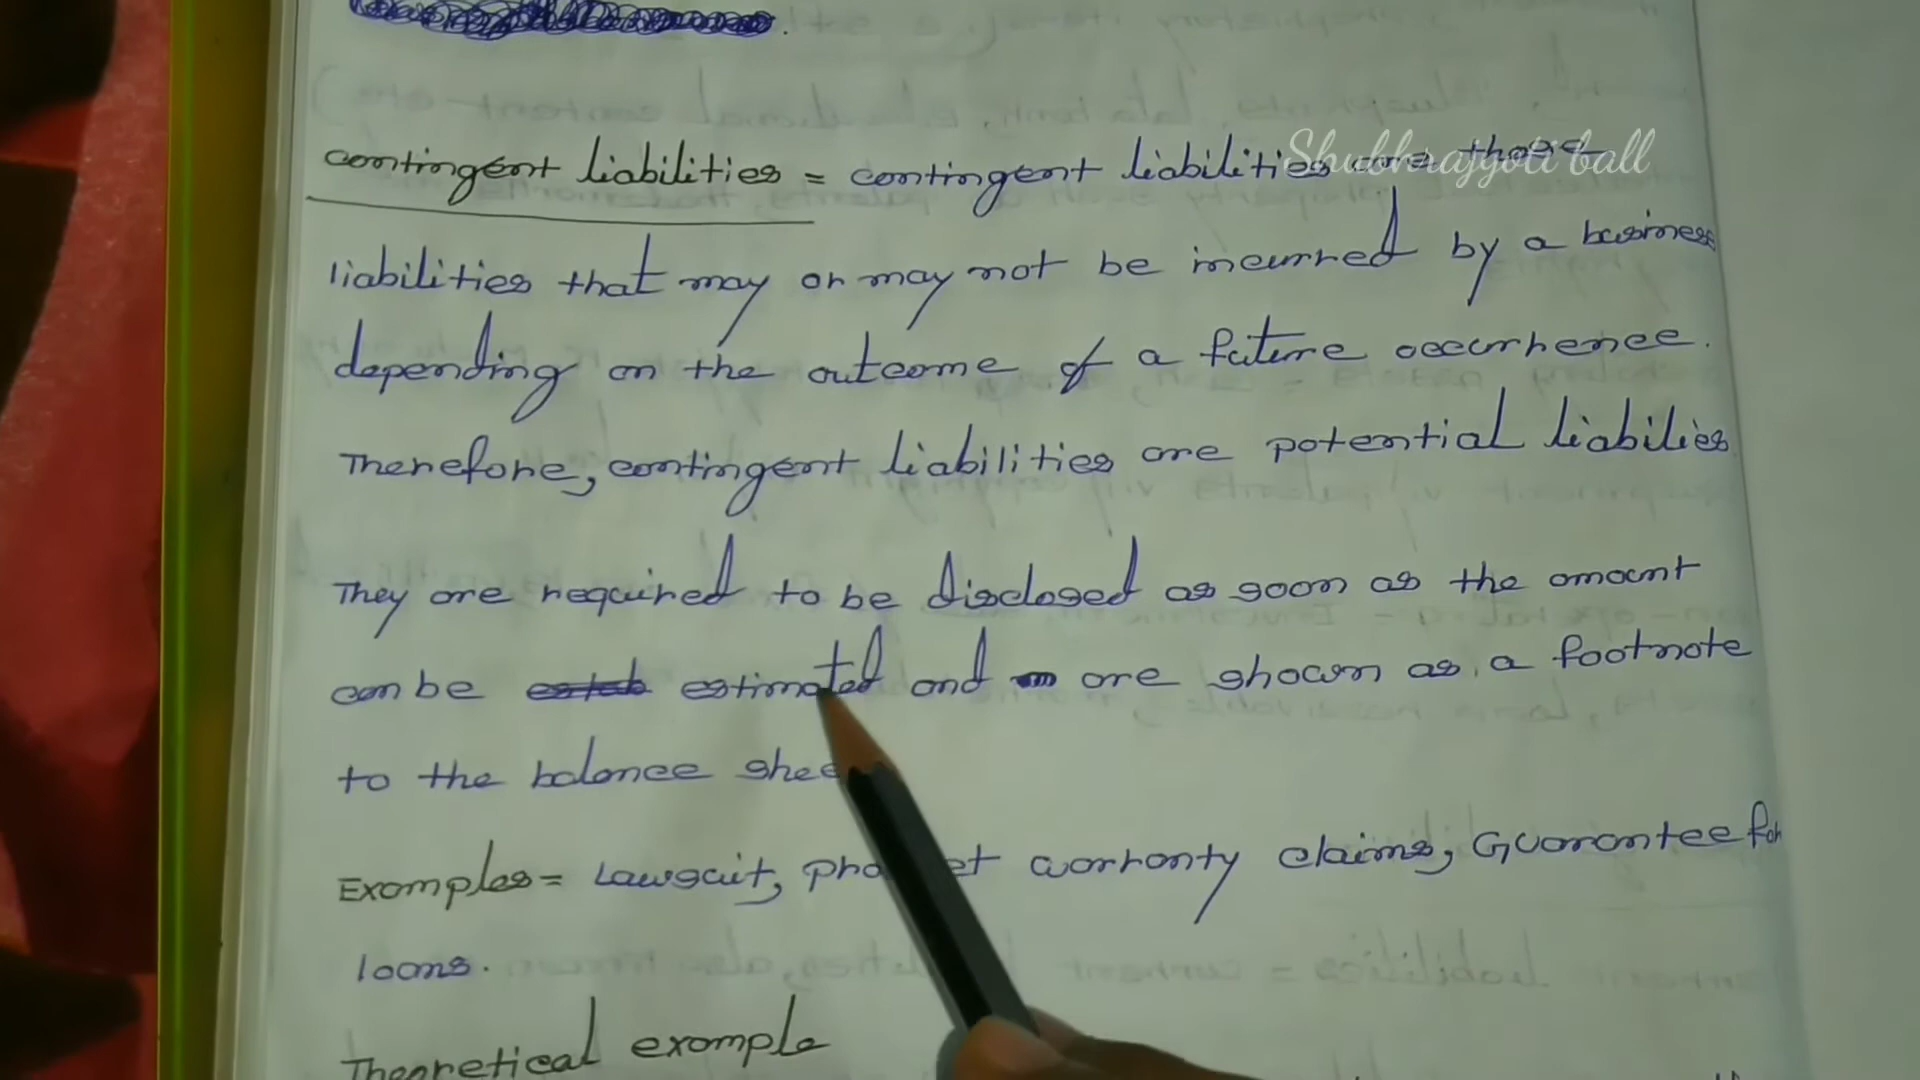 contingent liabilities = contingent liabilities are those
Shubhrajyoti ball
liabilities that may or may not be incurred by a business
depending on the outcome of a future occurrence.
Therefore, contingent liabilities are potential liabilies
They are required to be disclosed as soon as the amount
can be estimated and are shown as a footnote
to the balance
Examples = Lawsuit, warranty claims, Guarantee for
loans.
Theoretical example